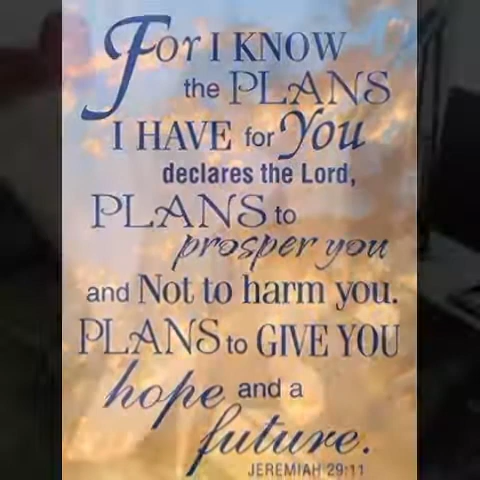 For I KNOW
the PLANS
I HAVE for You
declares the Lord,
PLANS to
prosper you
and Not to harm you.
PLANS to GIVE YOU
hope and a
future.
JEREMIAH 29:11